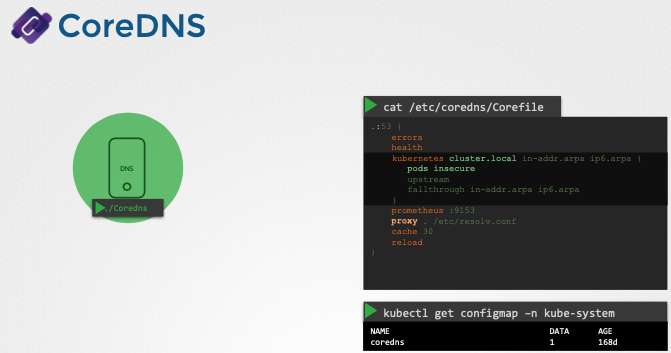 CoreDNS
DNS
./Coredns
cat /etc/coredns/Corefile
.:53 {
errors
health
kubernetes cluster.local in-addr.arpa ip6.arpa {
pods insecure
upstream
fallthrough in-addr.arpa ip6.arpa
}
prometheus :9153
proxy . /etc/resolv.conf
cache 30
reload
}
kubectl get configmap –n kube-system
NAME DATA AGE
coredns 1 168d